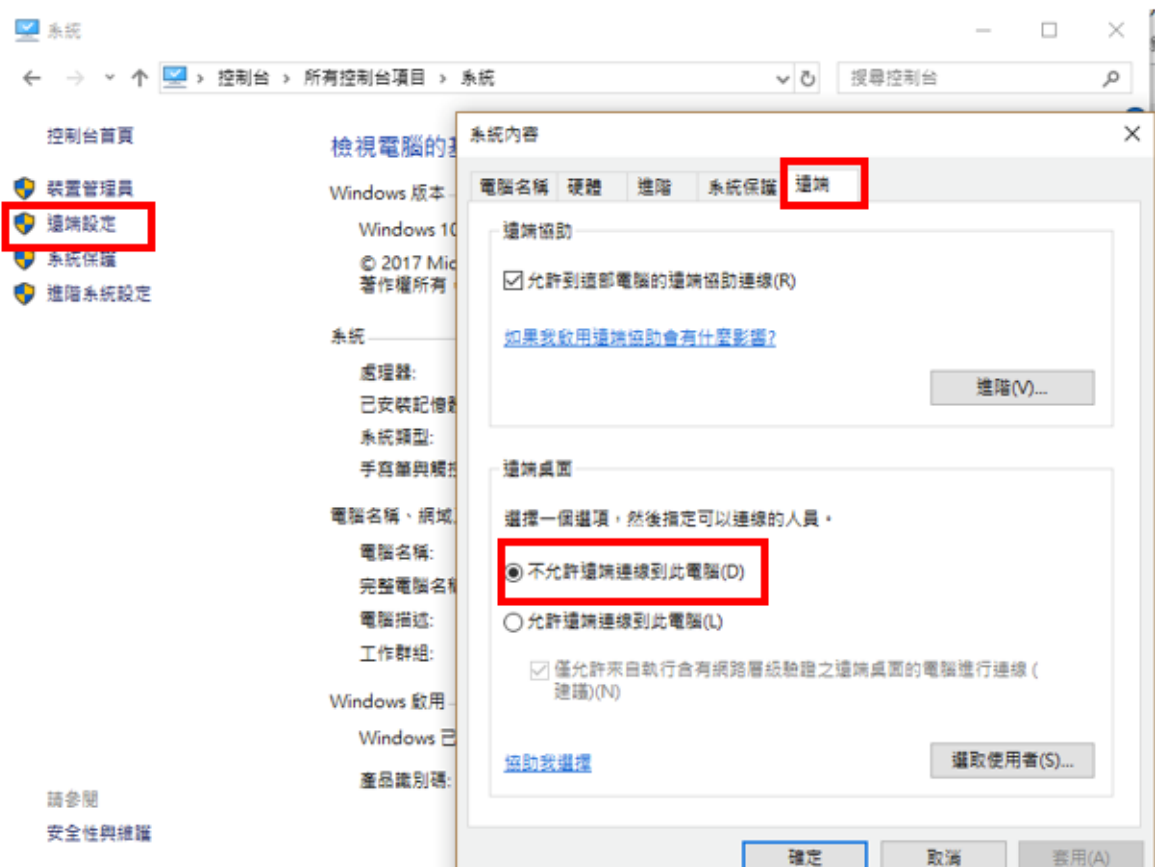 系統
控制台 › 所有控制台項目 › 系統
搜尋控制台
控制台首頁
裝置管理員
遠端設定
系統保護
進階系統設定
請參閱
安全性與維護
檢視電腦的
Windows 版本
Windows 10
© 2017 Mic
著作權所有
系統
處理器:
已安裝記憶
系統類型:
手寫筆與觸控
電腦名稱、網域
電腦名稱:
完整電腦名稱
電腦描述:
工作群組:
Windows 啟用
Windows 已
產品識別碼:
系統內容
電腦名稱 硬體 進階 系統保護 遠端
遠端協助
允許到這部電腦的遠端協助連線(R)
如果我啟用遠端協助會有什麼影響?
進階(V)...
遠端桌面
選擇一個選項，然後指定可以連線的人員。
不允許遠端連線到此電腦(D)
允許遠端連線到此電腦(L)
僅允許來自執行含有網路層級驗證之遠端桌面的電腦進行連線 (
建議)(N)
協助我選擇
選取使用者(S)...
確定 取消 套用(A)